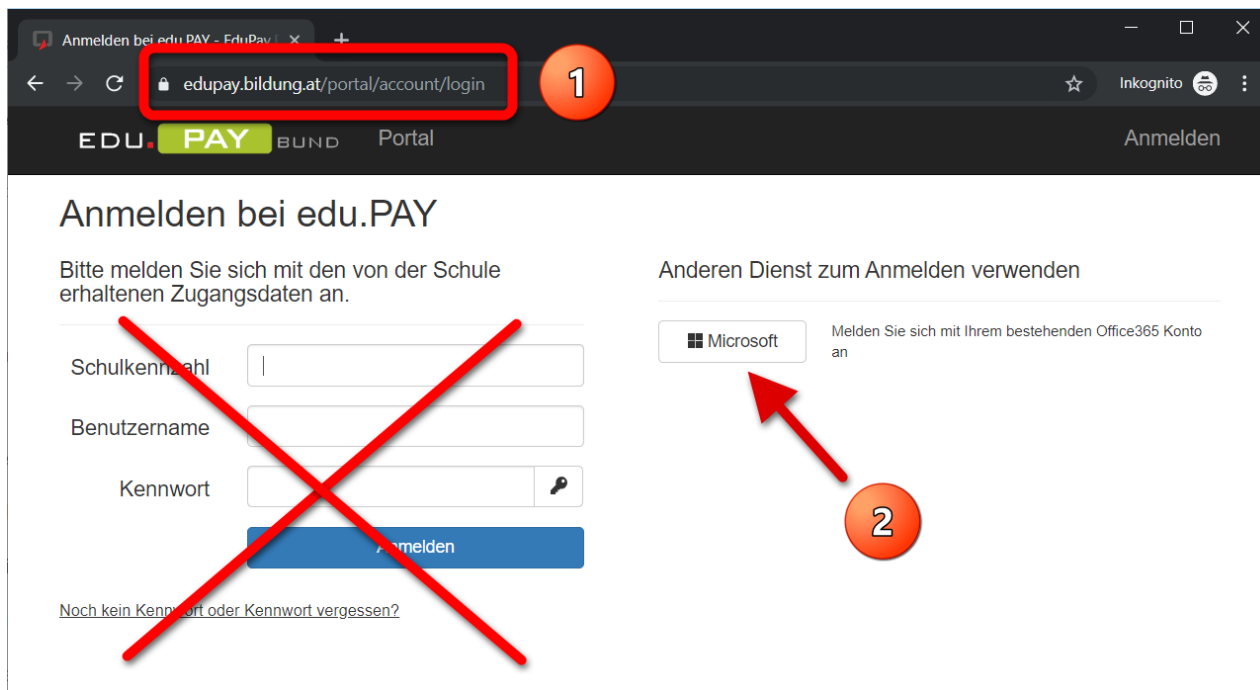 Anmelden bei edu.PAY - EduPay
edupay.bildung.at/portal/account/login
1
Inkognito
EDU. PAY BUND Portal Anmelden
Anmelden bei edu.PAY
Bitte melden Sie sich mit den von der Schule
erhaltenen Zugangsdaten an.
Schulkennzahl
Benutzername
Kennwort
Anmelden
Noch kein Kennwort oder Kennwort vergessen?
Anderen Dienst zum Anmelden verwenden
Microsoft
Melden Sie sich mit Ihrem bestehenden Office365 Konto
an
2